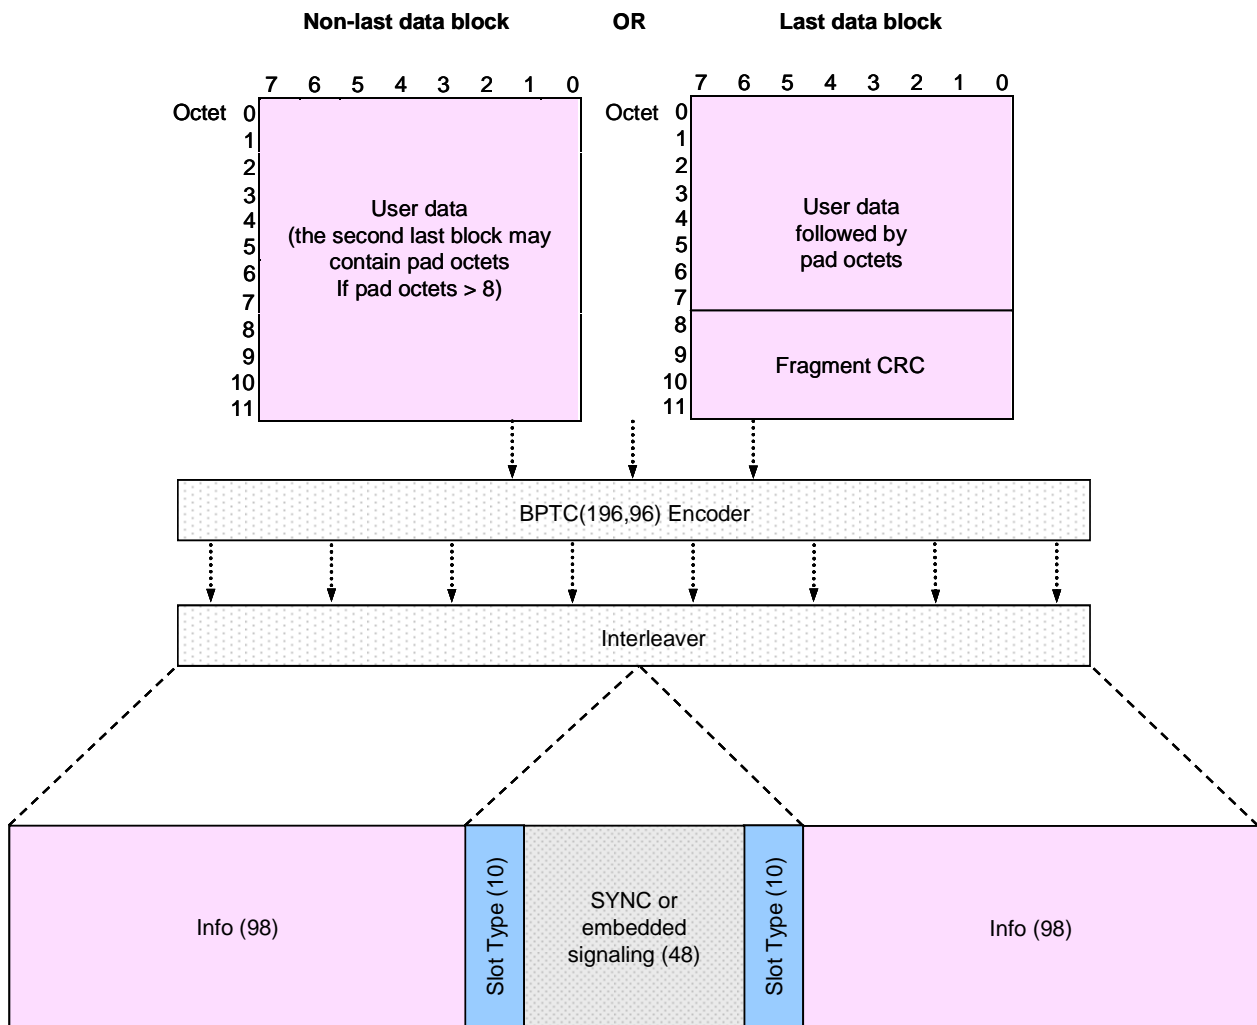 Non-last data block OR Last data block
7 6 5 4 3 2 1 0
7 6 5 4 3 2 1 0
Octet 0
1
2
3
4
5
6
7
8
9
10
11
User data
(the second last block may
contain pad octets
If pad octets > 8)
Octet 0
1
2
3
4
5
6
7
8
9
10
11
User data
followed by
pad octets
Fragment CRC
BPTC(196,96) Encoder
Interleaver
Info (98)
Slot Type (10)
SYNC or
embedded
signaling (48)
Slot Type (10)
Info (98)